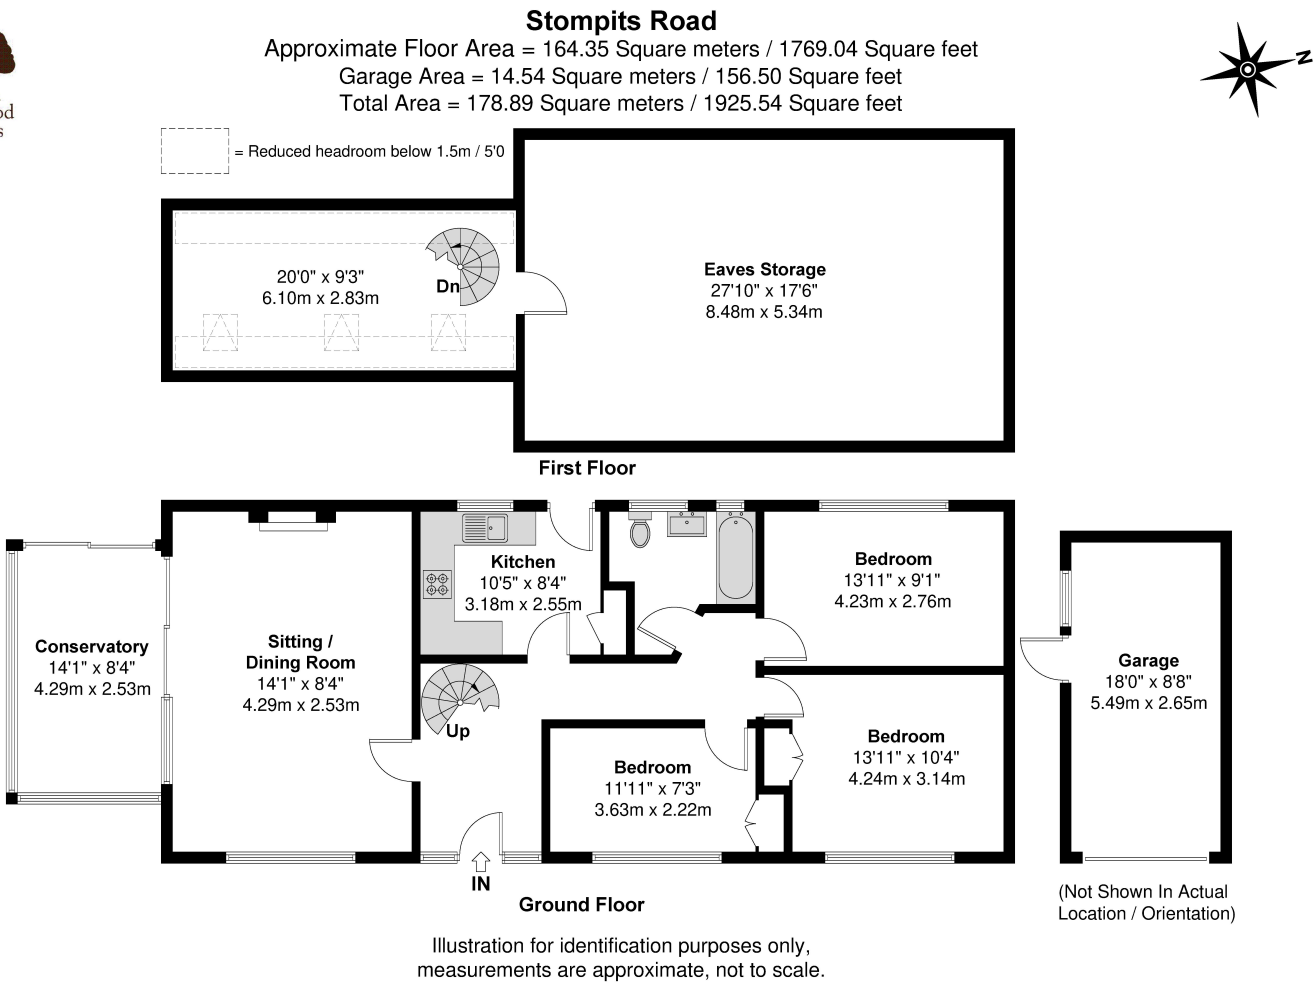 Stompits Road
Approximate Floor Area = 164.35 Square meters / 1769.04 Square feet
Garage Area = 14.54 Square meters / 156.50 Square feet
Total Area = 178.89 Square meters / 1925.54 Square feet
N
= Reduced headroom below 1.5m / 5'0
20'0" x 9'3"
6.10m x 2.83m
Dn
Eaves Storage
27'10" x 17'6"
8.48m x 5.34m
First Floor
Conservatory
14'1" x 8'4"
4.29m x 2.53m
Sitting /
Dining Room
14'1" x 8'4"
4.29m x 2.53m
Kitchen
10'5" x 8'4"
3.18m x 2.55m
Up
Bedroom
13'11" x 9'1"
4.23m x 2.76m
Bedroom
11'11" x 7'3"
3.63m x 2.22m
Bedroom
13'11" x 10'4"
4.24m x 3.14m
Garage
18'0" x 8'8"
5.49m x 2.65m
IN
Ground Floor
(Not Shown In Actual
Location / Orientation)
Illustration for identification purposes only,
measurements are approximate, not to scale.